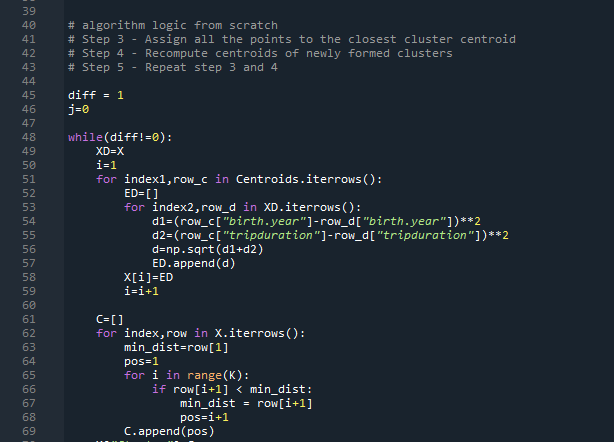 39
40 # algorithm logic from scratch
41 # Step 3 - Assign all the points to the closest cluster centroid
42 # Step 4 - Recompute centroids of newly formed clusters
43 # Step 5 - Repeat step 3 and 4
44
45 diff = 1
46 j=0
47
48 while(diff!=0):
49     XD=X
50     i=1
51     for index1,row_c in Centroids.iterrows():
52         ED=[]
53         for index2,row_d in XD.iterrows():
54             d1=(row_c["birth.year"]-row_d["birth.year"])**2
55             d2=(row_c["tripduration"]-row_d["tripduration"])**2
56             d=np.sqrt(d1+d2)
57             ED.append(d)
58         X[i]=ED
59         i=i+1
60
61     C=[]
62     for index,row in X.iterrows():
63         min_dist=row[1]
64         pos=1
65         for i in range(K):
66             if row[i+1] < min_dist:
67                 min_dist = row[i+1]
68                 pos=i+1
69         C.append(pos)